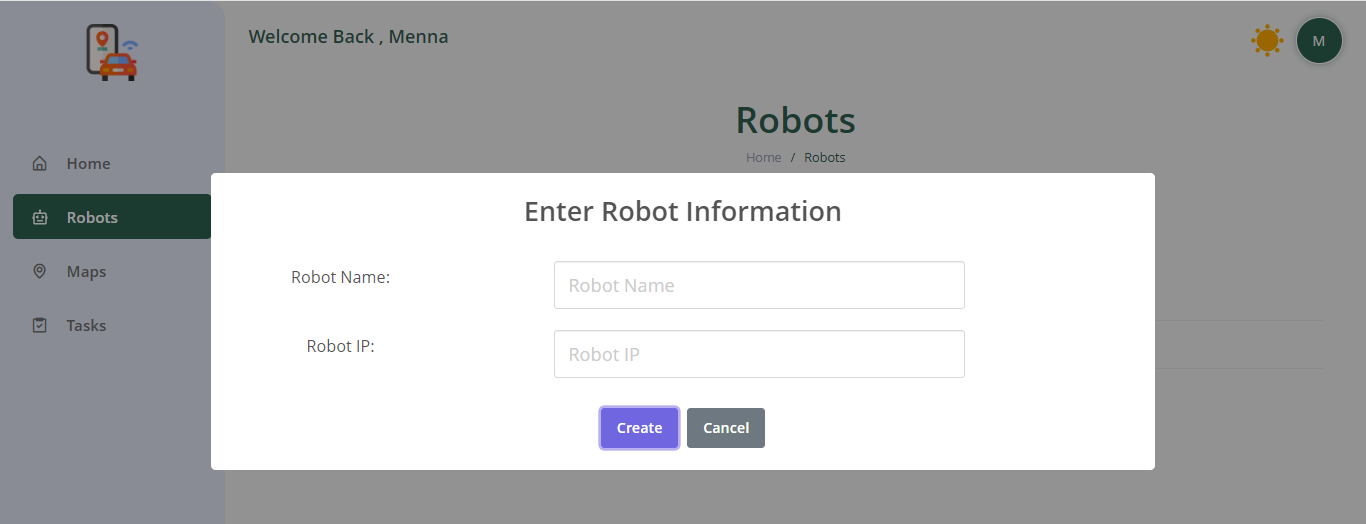 Welcome Back , Menna
M
Robots
Home / Robots
Home
Robots
Maps
Tasks
Enter Robot Information
Robot Name:
Robot Name
Robot IP:
Robot IP
Create Cancel